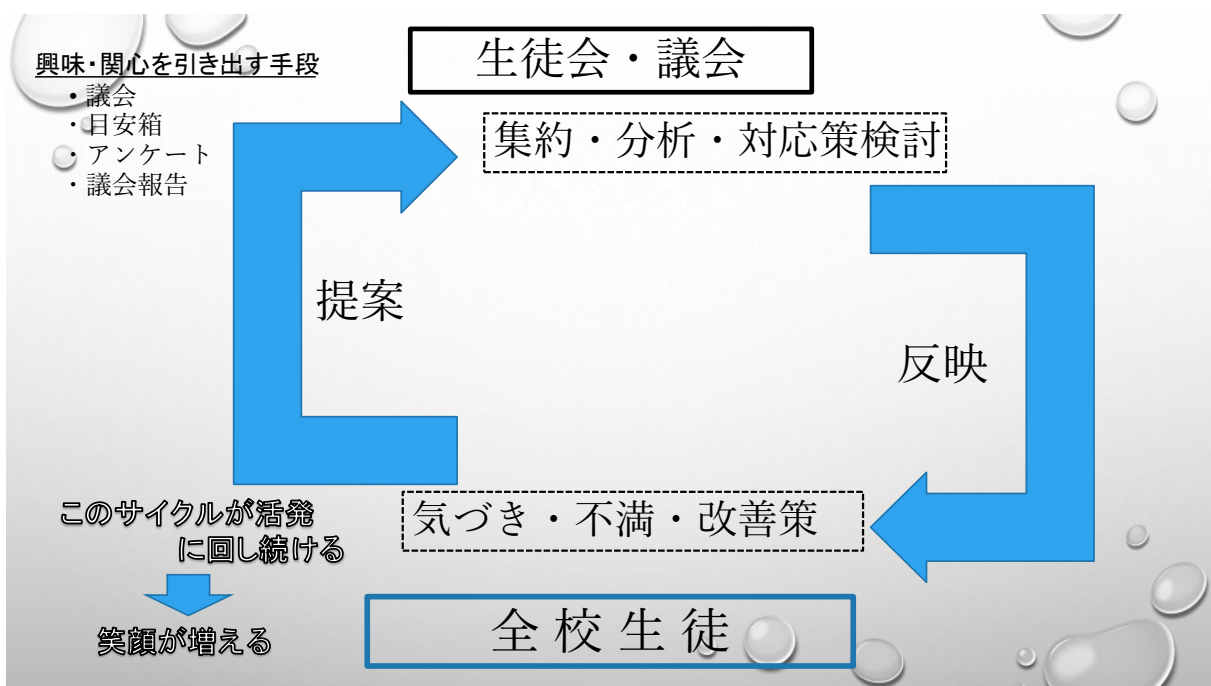 生徒会・議会
興味・関心を引き出す手段
・議会
・目安箱
・アンケート
・議会報告
集約・分析・対応策検討
提案
反映
気づき・不満・改善策
このサイクルが活発
に回し続ける
笑顔が増える
全校生徒